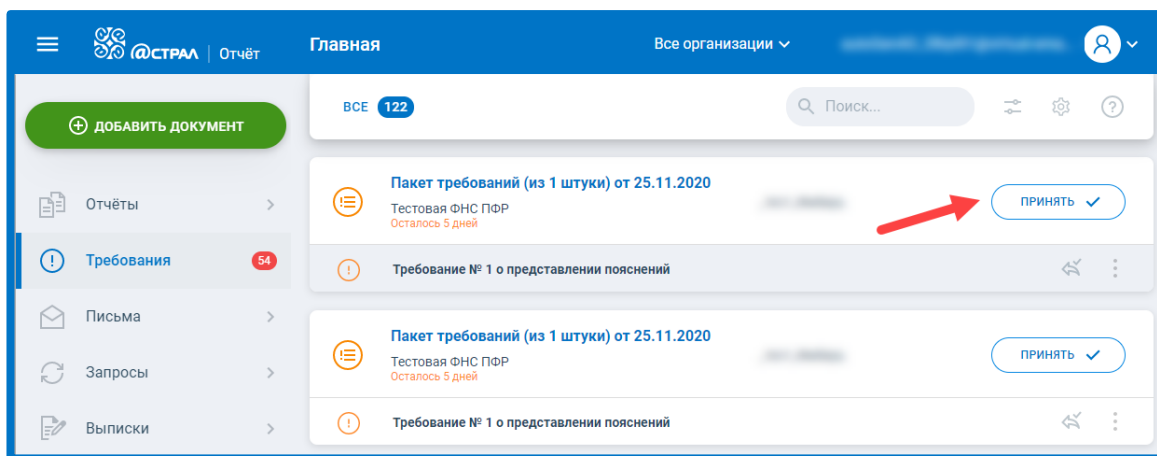 @СТРАЛ | Отчёт
Главная
Все организации
ДОБАВИТЬ ДОКУМЕНТ
ВСЕ 122
Поиск...
?
Отчёты
Требования 54
Письма
Запросы
Выписки
Пакет требований (из 1 штуки) от 25.11.2020
Тестовая ФНС ПФР
Осталось 5 дней
ПРИНЯТЬ
Требование № 1 о представлении пояснений
Пакет требований (из 1 штуки) от 25.11.2020
Тестовая ФНС ПФР
Осталось 5 дней
ПРИНЯТЬ
Требование № 1 о представлении пояснений